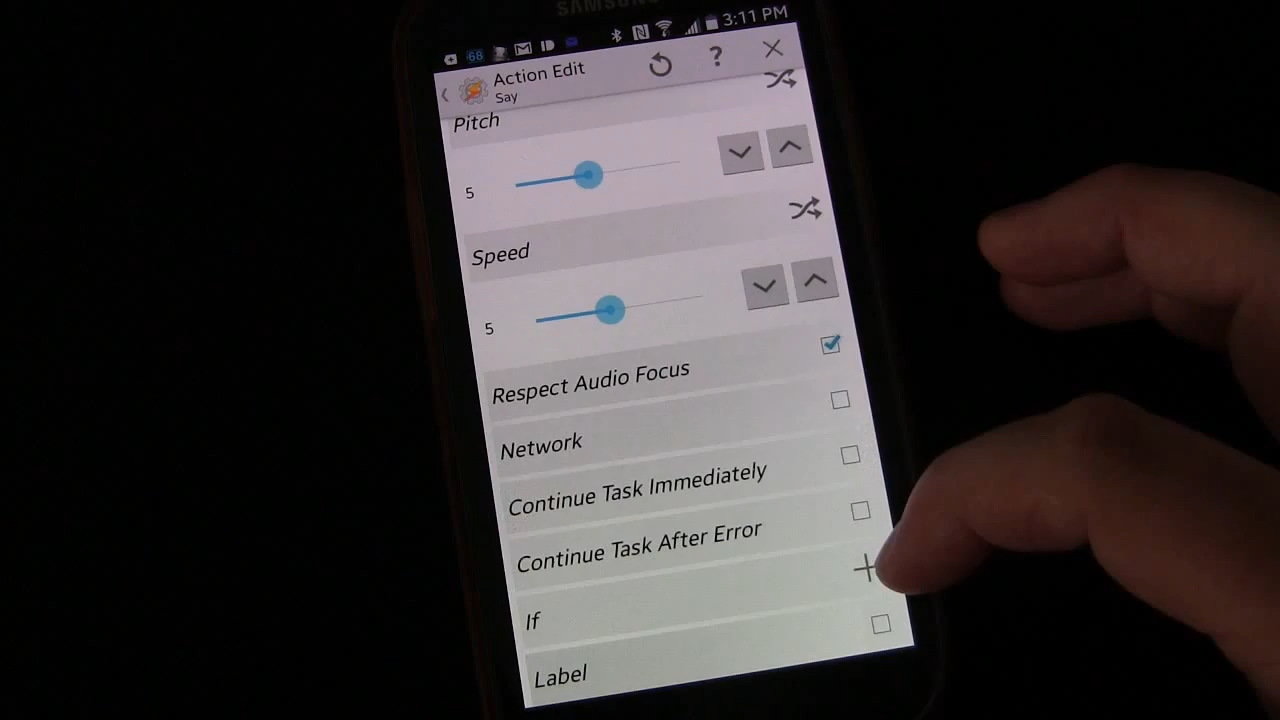 SAMSUNG
68 3:11 PM
Action Edit ?
Say
Pitch
5
Speed
5
Respect Audio Focus
Network
Continue Task Immediately
Continue Task After Error
If
Label